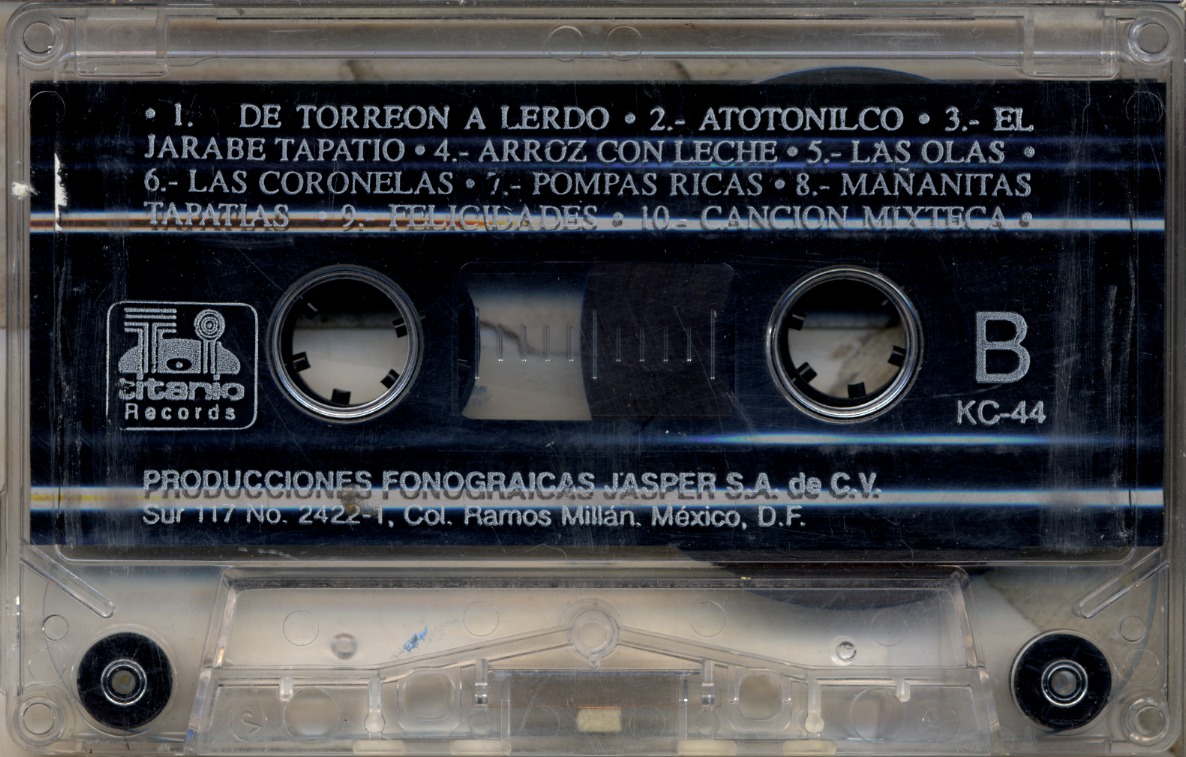 • 1. DE TORREON A LERDO • 2.- ATOTONILCO • 3.- EL
JARABE TAPATIO • 4.- ARROZ CON LECHE • 5.- LAS OLAS •
6.- LAS CORONELAS • 7.- POMPAS RICAS • 8.- MAÑANITAS
TAPATIAS • 9.- FELICIDADES • 10.- CANCION MIXTECA •
Ti
titanio
Records
B
KC-44
PRODUCCIONES FONOGRAICAS JASPER S.A. de C.V.
Sur 117 No. 2422-1, Col. Ramos Millán. México, D.F.